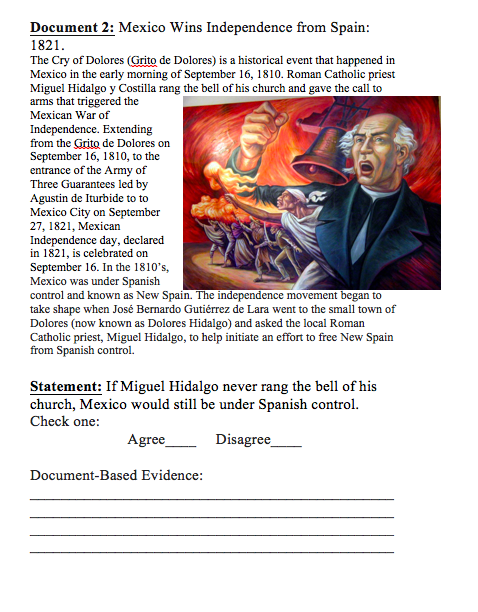 Document 2: Mexico Wins Independence from Spain:
1821.
The Cry of Dolores (Grito de Dolores) is a historical event that happened in
Mexico in the early morning of September 16, 1810. Roman Catholic priest
Miguel Hidalgo y Costilla rang the bell of his church and gave the call to
arms that triggered the
Mexican War of
Independence. Extending
from the Grito de Dolores on
September 16, 1810, to the
entrance of the Army of
Three Guarantees led by
Agustin de Iturbide to to
Mexico City on September
27, 1821, Mexican
Independence day, declared
in 1821, is celebrated on
September 16. In the 1810's,
Mexico was under Spanish
control and known as New Spain. The independence movement began to
take shape when José Bernardo Gutiérrez de Lara went to the small town of
Dolores (now known as Dolores Hidalgo) and asked the local Roman
Catholic priest, Miguel Hidalgo, to help initiate an effort to free New Spain
from Spanish control.
Statement: If Miguel Hidalgo never rang the bell of his
church, Mexico would still be under Spanish control.
Check one:
Agree____ Disagree____
Document-Based Evidence: